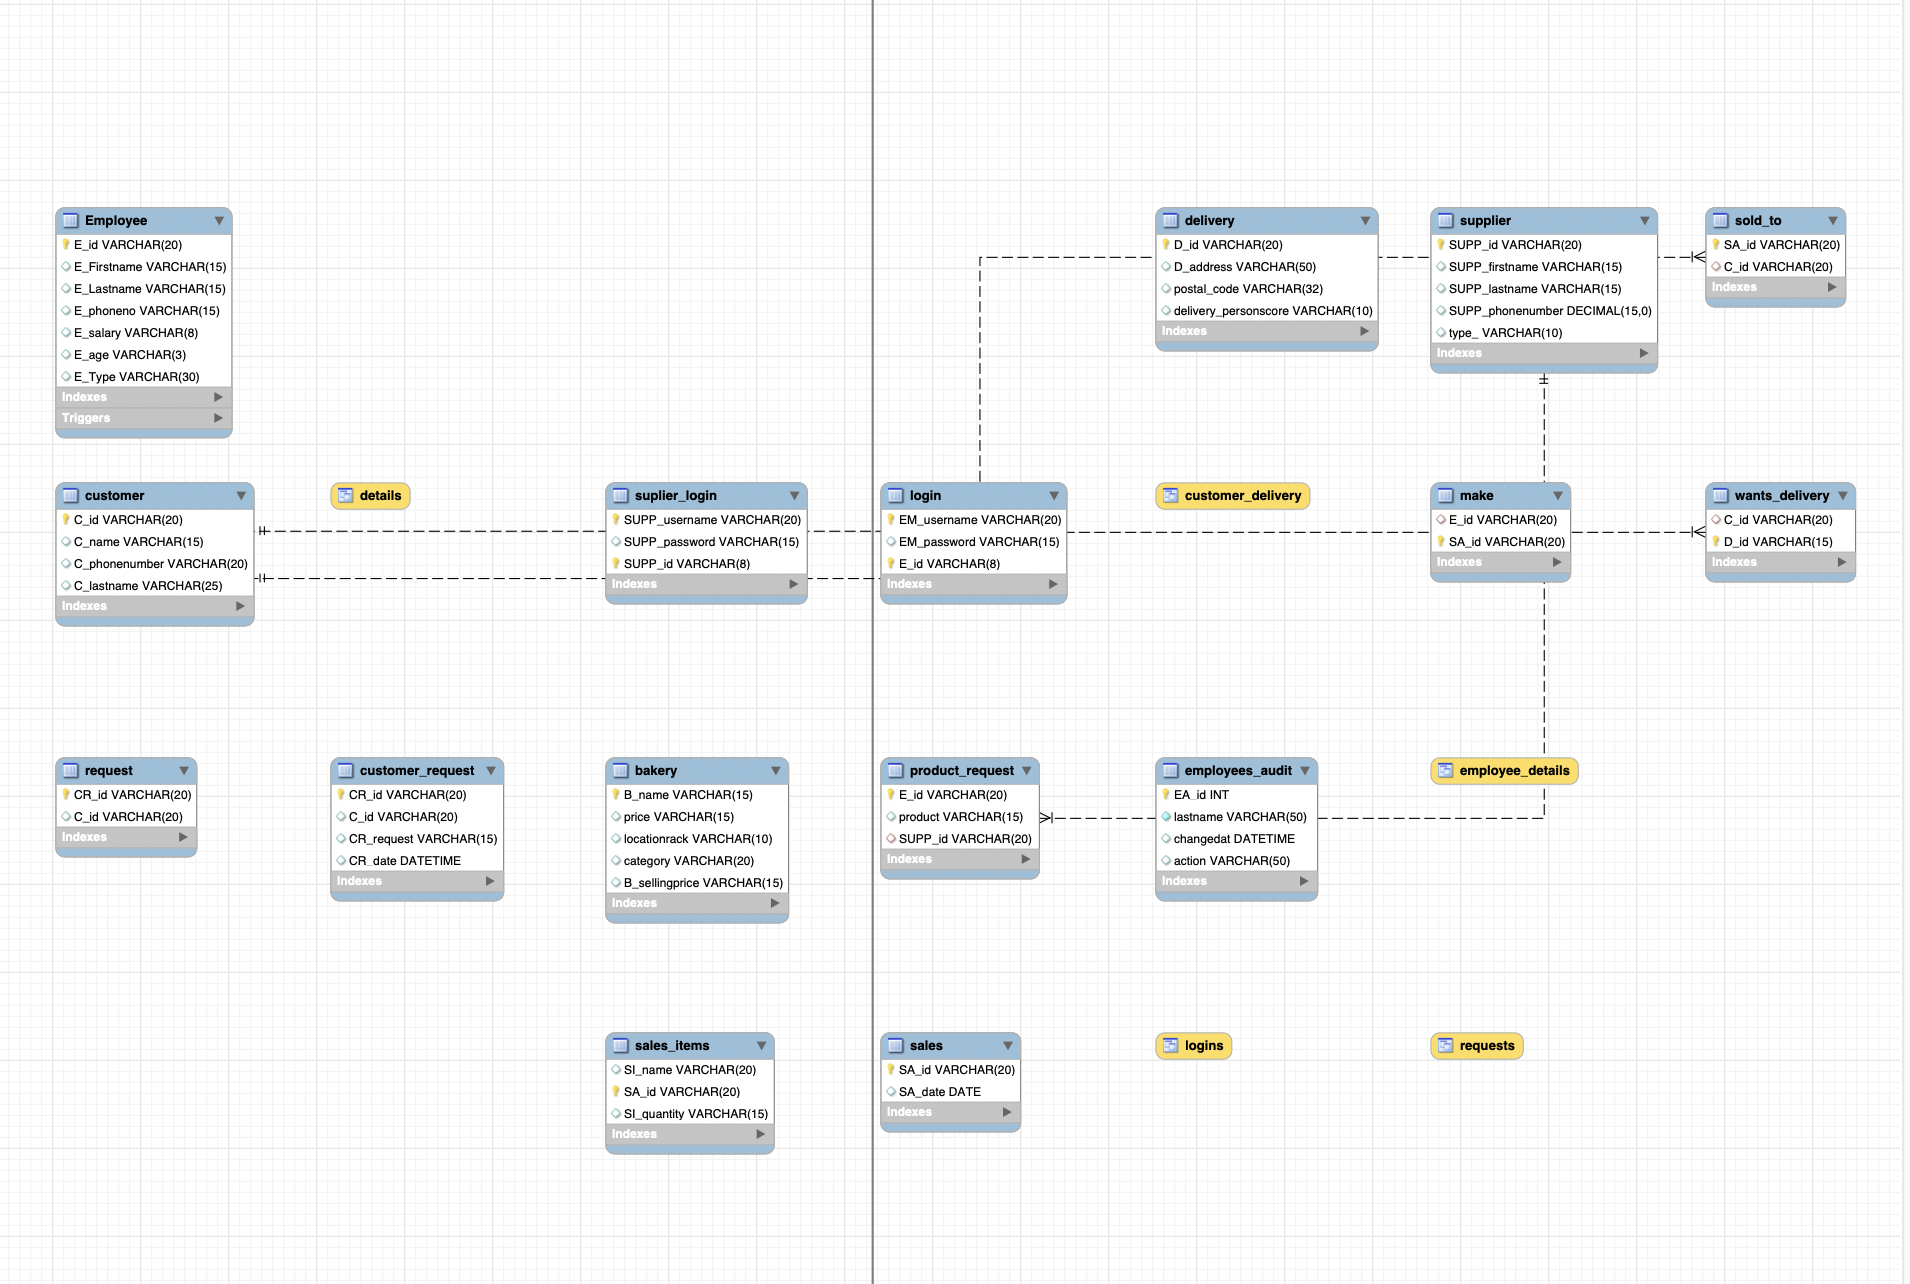 Employee
E_id VARCHAR(20)
E_Firstname VARCHAR(15)
E_Lastname VARCHAR(15)
E_phoneno VARCHAR(15)
E_salary VARCHAR(8)
E_age VARCHAR(3)
E_Type VARCHAR(30)
Indexes
Triggers
delivery
D_id VARCHAR(20)
D_address VARCHAR(50)
postal_code VARCHAR(32)
delivery_personscore VARCHAR(10)
Indexes
supplier
SUPP_id VARCHAR(20)
SUPP_firstname VARCHAR(15)
SUPP_lastname VARCHAR(15)
SUPP_phonenumber DECIMAL(15,0)
type_ VARCHAR(10)
Indexes
sold_to
SA_id VARCHAR(20)
C_id VARCHAR(20)
Indexes
customer
C_id VARCHAR(20)
C_name VARCHAR(15)
C_phonenumber VARCHAR(20)
C_lastname VARCHAR(25)
Indexes
details
suplier_login
SUPP_username VARCHAR(20)
SUPP_password VARCHAR(15)
SUPP_id VARCHAR(8)
Indexes
login
EM_username VARCHAR(20)
EM_password VARCHAR(15)
E_id VARCHAR(8)
Indexes
customer_delivery
make
E_id VARCHAR(20)
SA_id VARCHAR(20)
Indexes
wants_delivery
C_id VARCHAR(20)
D_id VARCHAR(15)
Indexes
request
CR_id VARCHAR(20)
C_id VARCHAR(20)
Indexes
customer_request
CR_id VARCHAR(20)
C_id VARCHAR(20)
CR_request VARCHAR(15)
CR_date DATETIME
Indexes
bakery
B_name VARCHAR(15)
price VARCHAR(15)
locationrack VARCHAR(10)
category VARCHAR(20)
B_sellingprice VARCHAR(15)
Indexes
product_request
E_id VARCHAR(20)
product VARCHAR(15)
SUPP_id VARCHAR(20)
Indexes
employees_audit
EA_id INT
lastname VARCHAR(50)
changedat DATETIME
action VARCHAR(50)
Indexes
employee_details
sales_items
SI_name VARCHAR(20)
SA_id VARCHAR(20)
SI_quantity VARCHAR(15)
Indexes
sales
SA_id VARCHAR(20)
SA_date DATE
Indexes
logins
requests